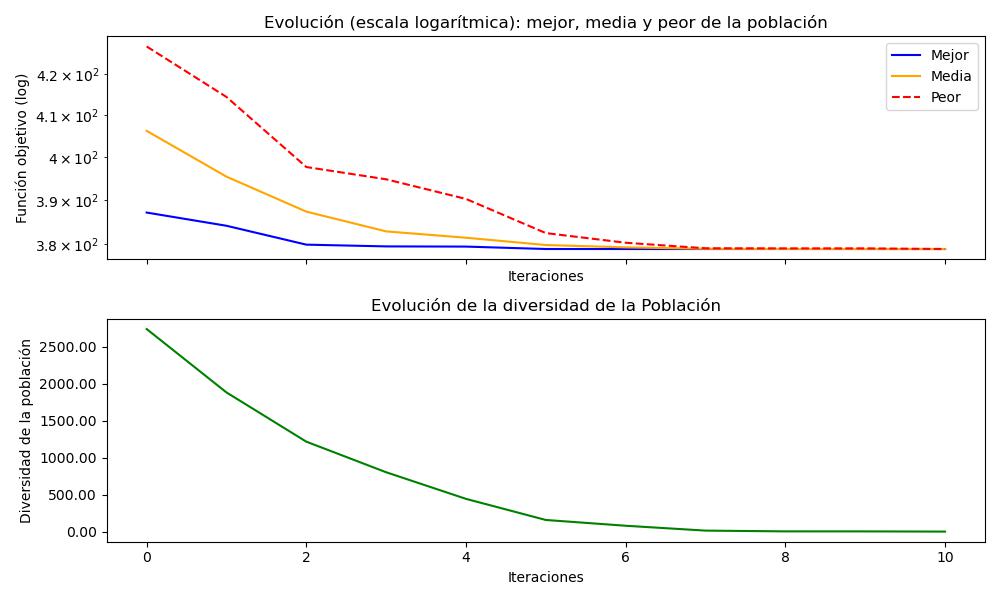 Evolución (escala logarítmica): mejor, media y peor de la población
Función objetivo (log)
4.2 × 10²
4.1 × 10²
4 × 10²
3.9 × 10²
3.8 × 10²
Mejor
Media
Peor
Iteraciones
Evolución de la diversidad de la Población
Diversidad de la población
2500.00
2000.00
1500.00
1000.00
500.00
0.00
0 2 4 6 8 10
Iteraciones